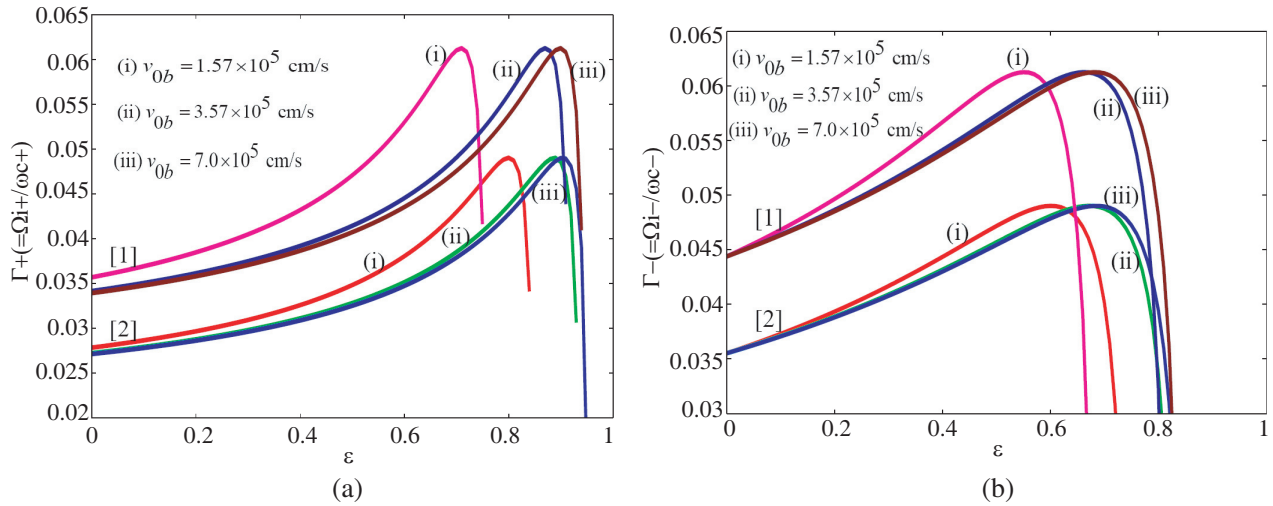 (i) v0b = 1.57×10^5 cm/s
(ii) v0b = 3.57×10^5 cm/s
(iii) v0b = 7.0×10^5 cm/s
(i)
(ii)
(iii)
[1]
(iii)
(ii)
(i)
[2]
0.065
0.06
0.055
0.05
0.045
0.04
0.035
0.03
0.025
0.02
Γ+(=Ωi+/ωc+)
0
0.2
0.4
0.6
0.8
1
ε
(a)
(i) v0b = 1.57×10^5 cm/s
(ii) v0b = 3.57×10^5 cm/s
(iii) v0b = 7.0×10^5 cm/s
(i)
(iii)
(ii)
[1]
(iii)
(i)
(ii)
[2]
0.065
0.06
0.055
0.05
0.045
0.04
0.035
0.03
Γ−(=Ωi−/ωc−)
0
0.2
0.4
0.6
0.8
1
ε
(b)